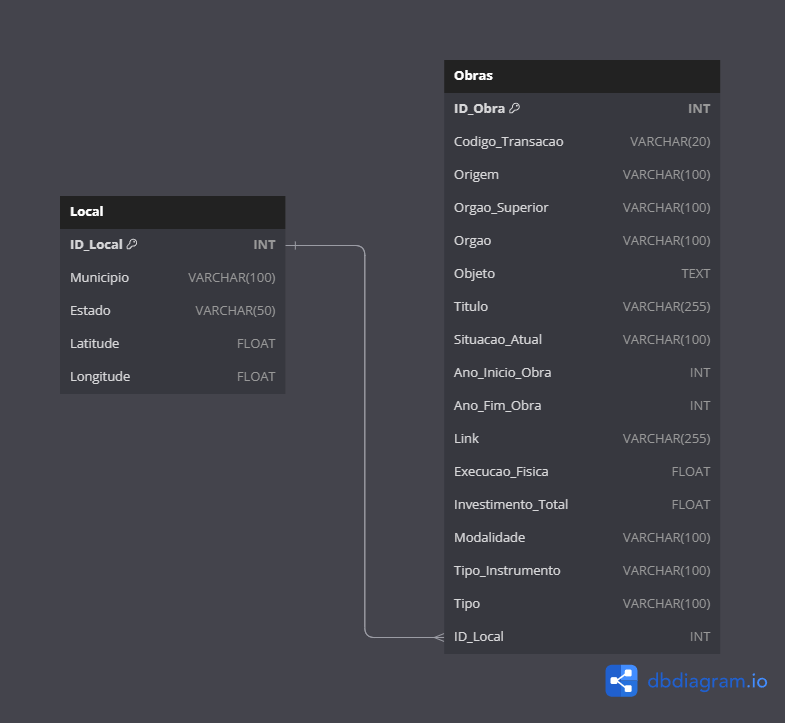 Local
ID_Local INT
Municipio VARCHAR(100)
Estado VARCHAR(50)
Latitude FLOAT
Longitude FLOAT
Obras
ID_Obra INT
Codigo_Transacao VARCHAR(20)
Origem VARCHAR(100)
Orgao_Superior VARCHAR(100)
Orgao VARCHAR(100)
Objeto TEXT
Titulo VARCHAR(255)
Situacao_Atual VARCHAR(100)
Ano_Inicio_Obra INT
Ano_Fim_Obra INT
Link VARCHAR(255)
Execucao_Fisica FLOAT
Investimento_Total FLOAT
Modalidade VARCHAR(100)
Tipo_Instrumento VARCHAR(100)
Tipo VARCHAR(100)
ID_Local INT
dbdiagram.io